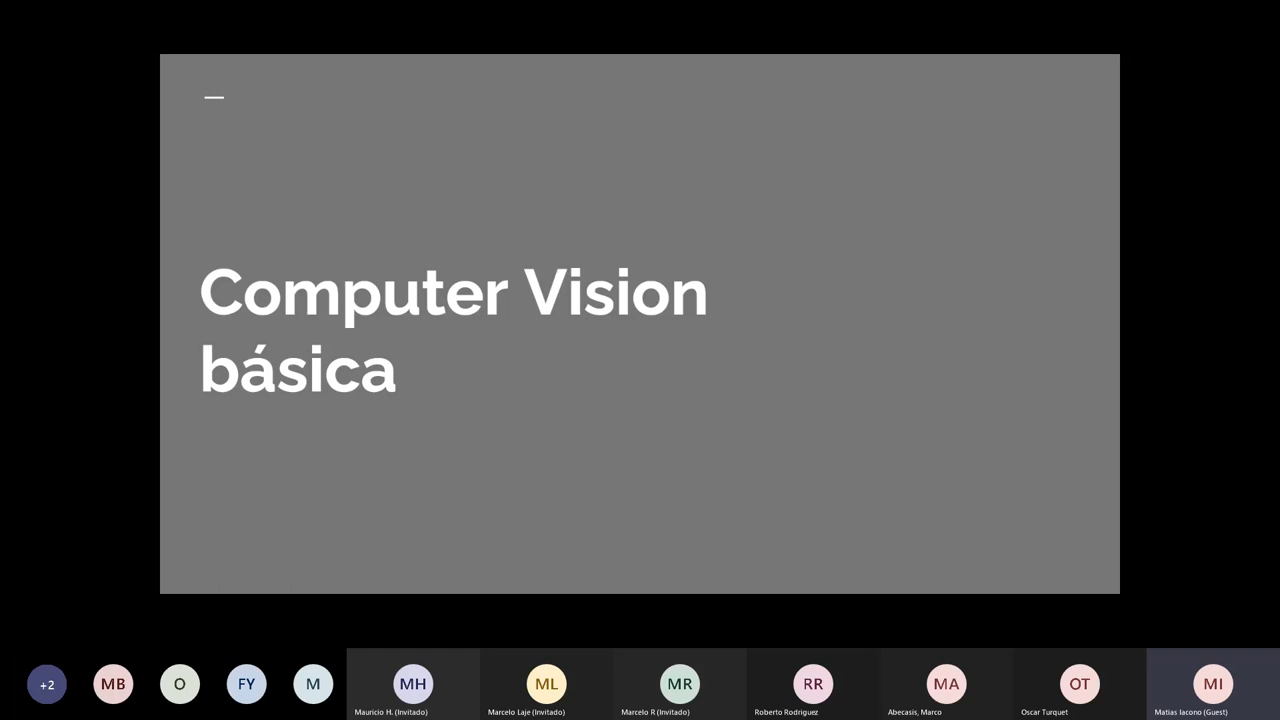 Computer Vision
básica
+2
MB
O
FY
M
MH
ML
MR
RR
MA
OT
MI
Mauricio H. (Invitado)
Marcelo Laje (Invitado)
Marcelo R (Invitado)
Roberto Rodriguez
Abecasis, Marco
Oscar Turquet
Matias Iacono (Guest)